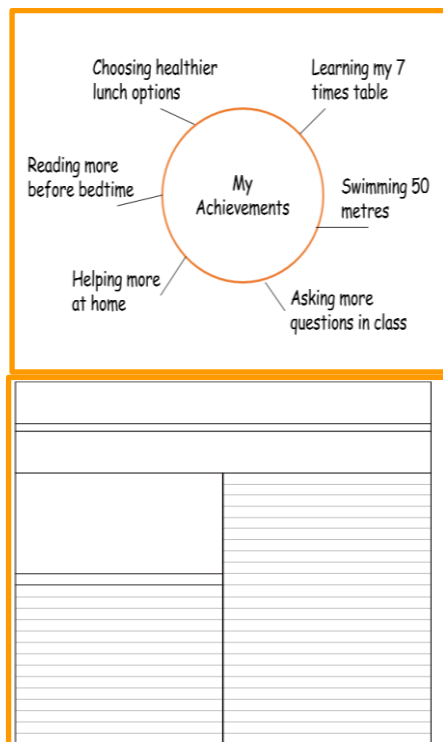 Choosing healthier
lunch options
Learning my 7
times table
Reading more
before bedtime
My
Achievements
Swimming 50
metres
Helping more
at home
Asking more
questions in class